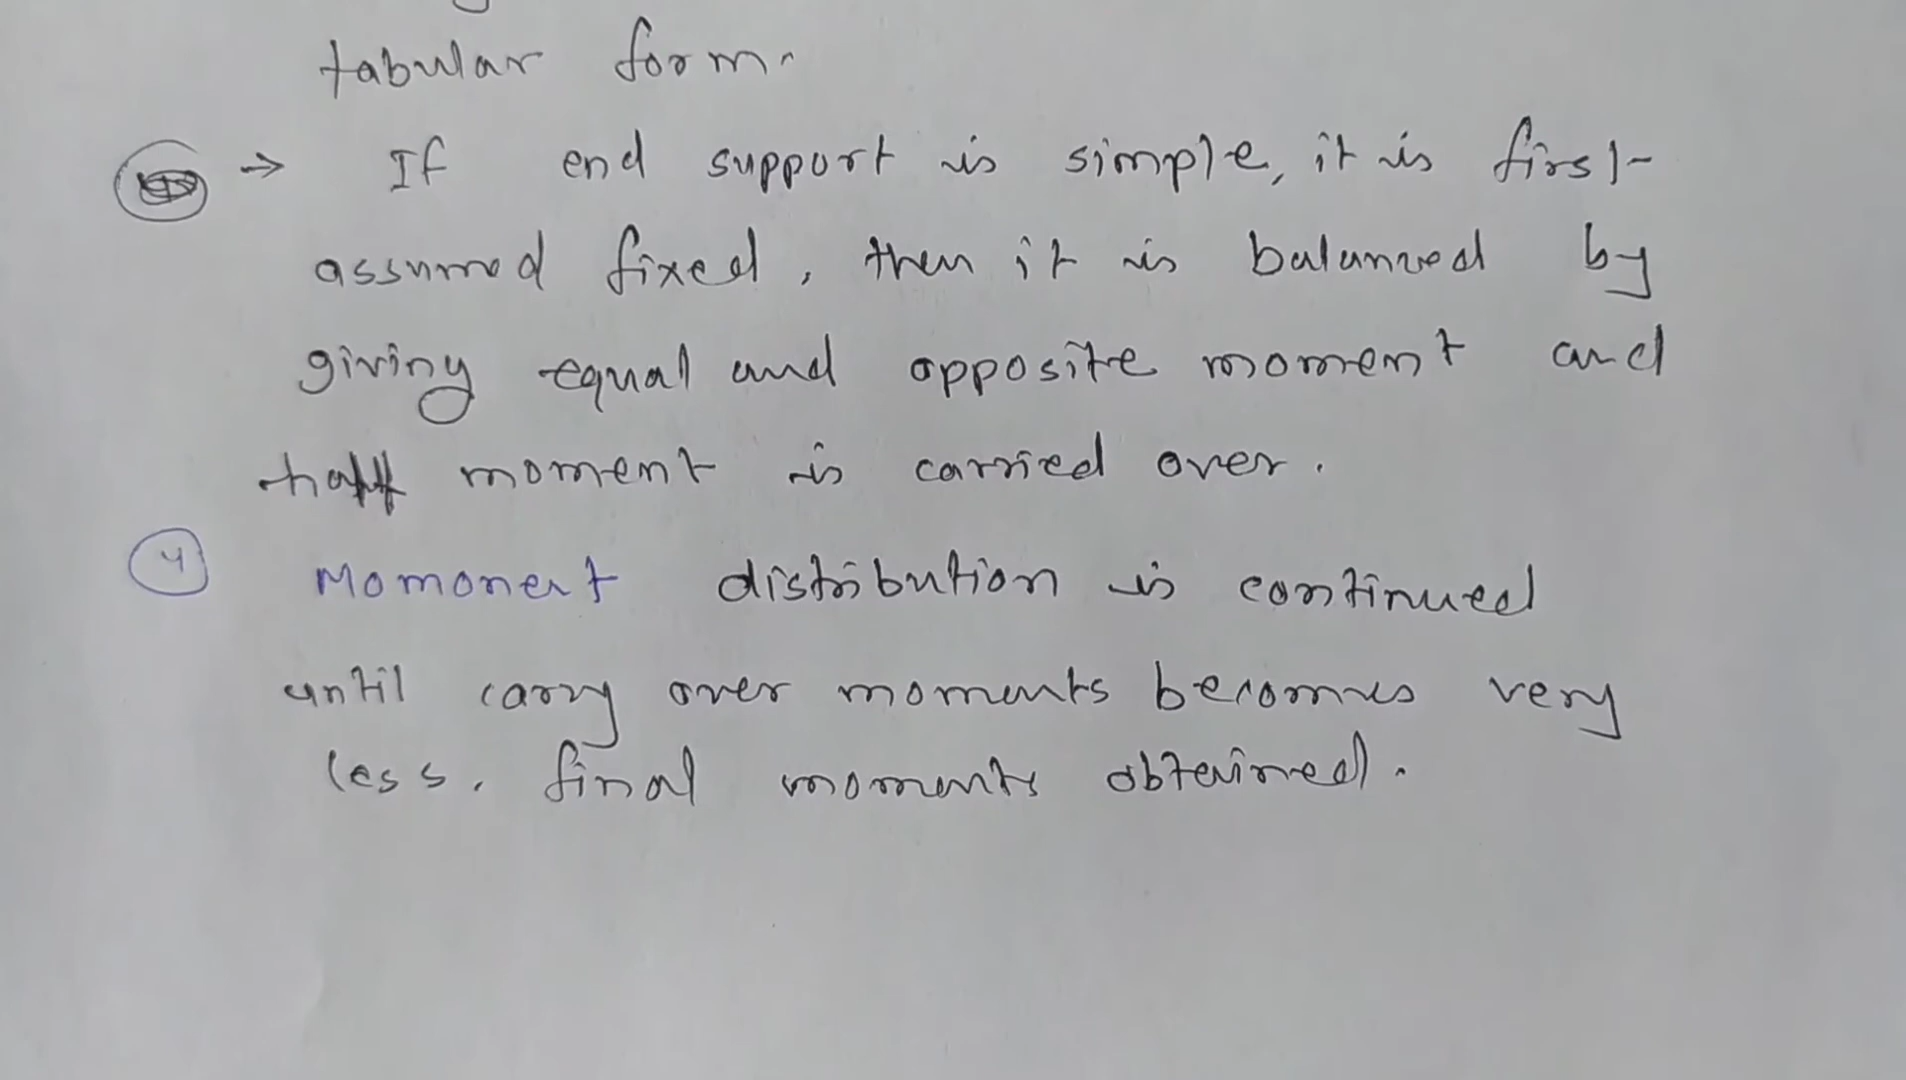 tabular form.
→ If end support is simple, it is first
assumed fixed, then it is balanced by
giving equal and opposite moment and
half moment is carried over.
4 Momonent distribution is continued
until carry over moments becomes very
less. final moments obtained.